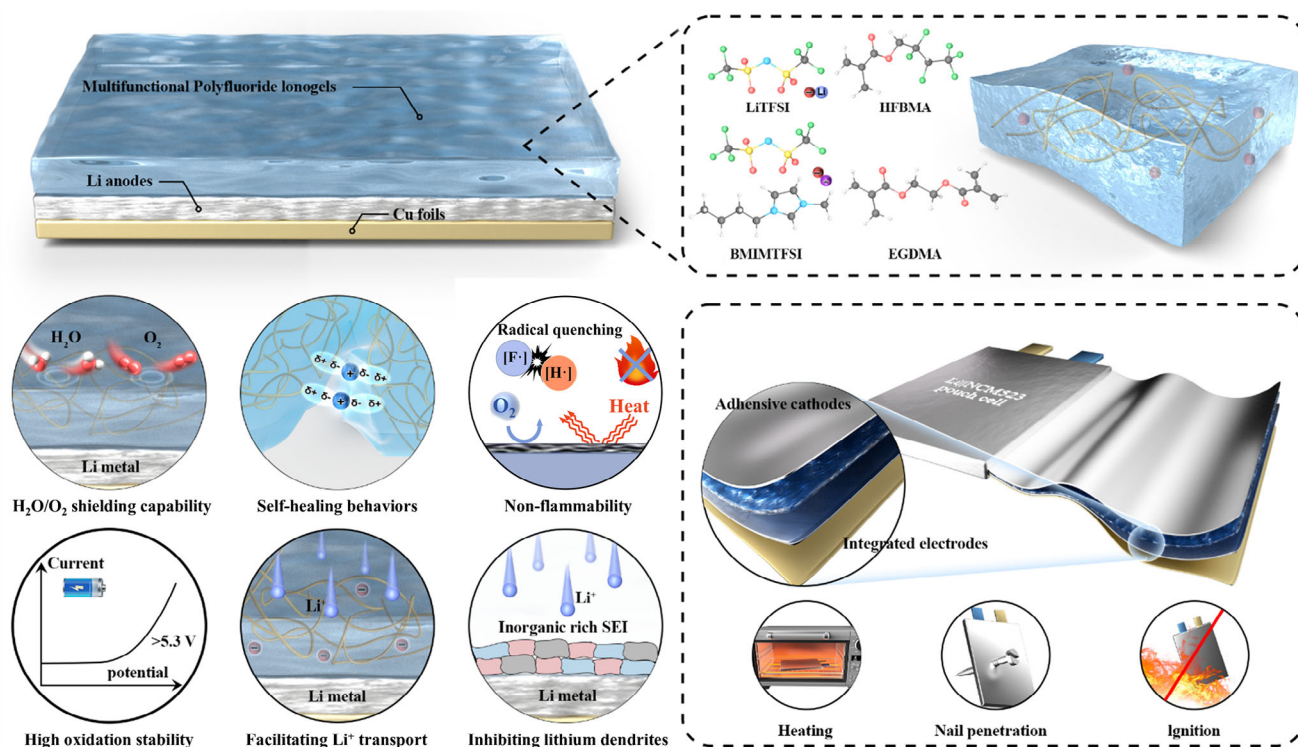 Multifunctional Polyfluoride Ionogels
Li anodes
Cu foils
LiTFSI
HFBMA
Li
BMIMTFSI
EGDMA
H₂O
O₂
Li metal
H₂O/O₂ shielding capability
δ+ δ- + δ- δ+
δ+ δ- + δ- δ+
Self-healing behaviors
Radical quenching
[F·]
[H·]
O₂
Heat
Non-flammability
Current
>5.3 V
potential
High oxidation stability
Li⁺
Li metal
Facilitating Li⁺ transport
Li⁺
Inorganic rich SEI
Li metal
Inhibiting lithium dendrites
Li||NCM523
pouch cell
Adhensive cathodes
Integrated electrodes
Heating
Nail penetration
Ignition